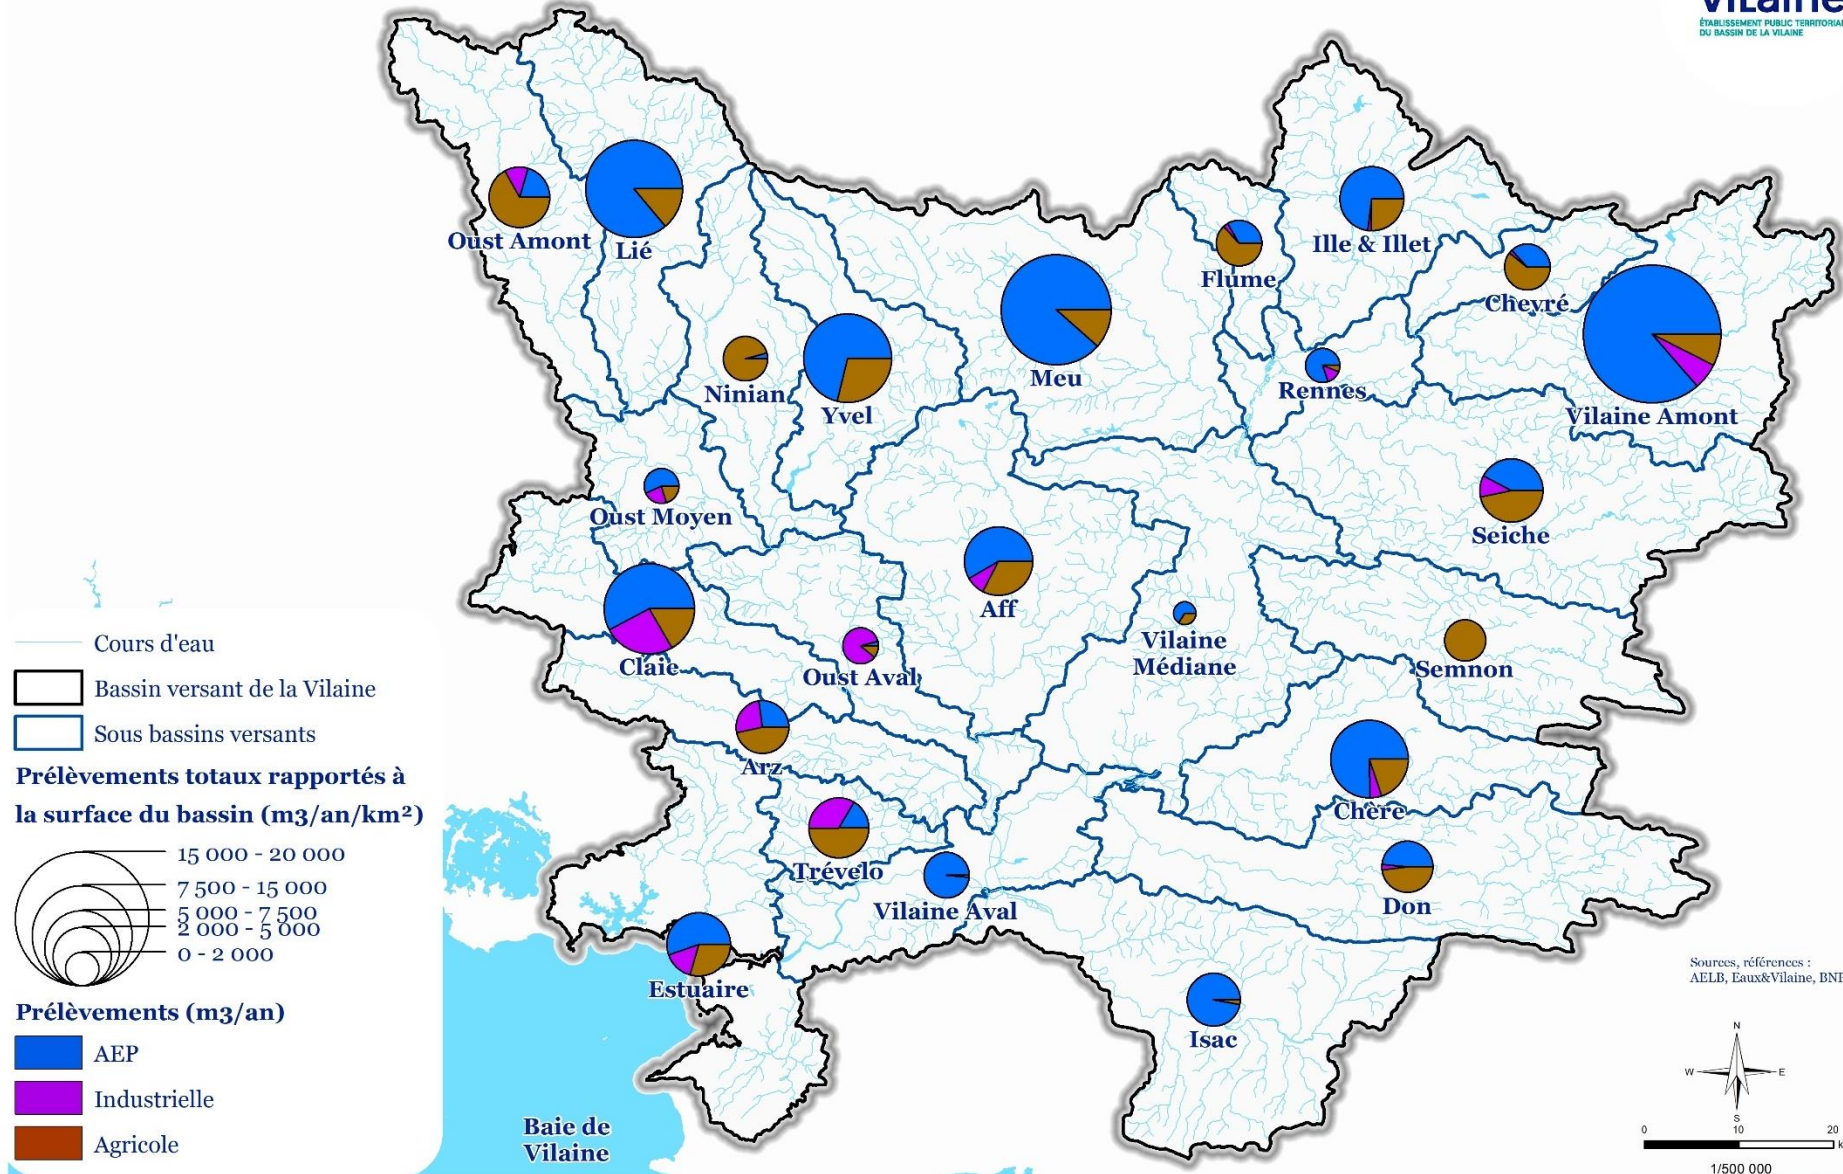 Vilaine
ÉTABLISSEMENT PUBLIC TERRITORIAL
DU BASSIN DE LA VILAINE
Oust Amont
Lié
Flume
Ille & Illet
Chevré
Ninian
Yvel
Meu
Rennes
Vilaine Amont
Oust Moyen
Seiche
Aff
Claie
Oust Aval
Vilaine
Médiane
Semnon
Arz
Chère
Trévelo
Vilaine Aval
Don
Estuaire
Isac
Baie de
Vilaine
Cours d'eau
Bassin versant de la Vilaine
Sous bassins versants
Prélèvements totaux rapportés à
la surface du bassin (m3/an/km²)
15 000 - 20 000
7 500 - 15 000
5 000 - 7 500
2 000 - 5 000
0 - 2 000
Prélèvements (m3/an)
AEP
Industrielle
Agricole
Sources, références :
AELB, Eaux&Vilaine,
N
W E
S
0 10 20
1/500 000